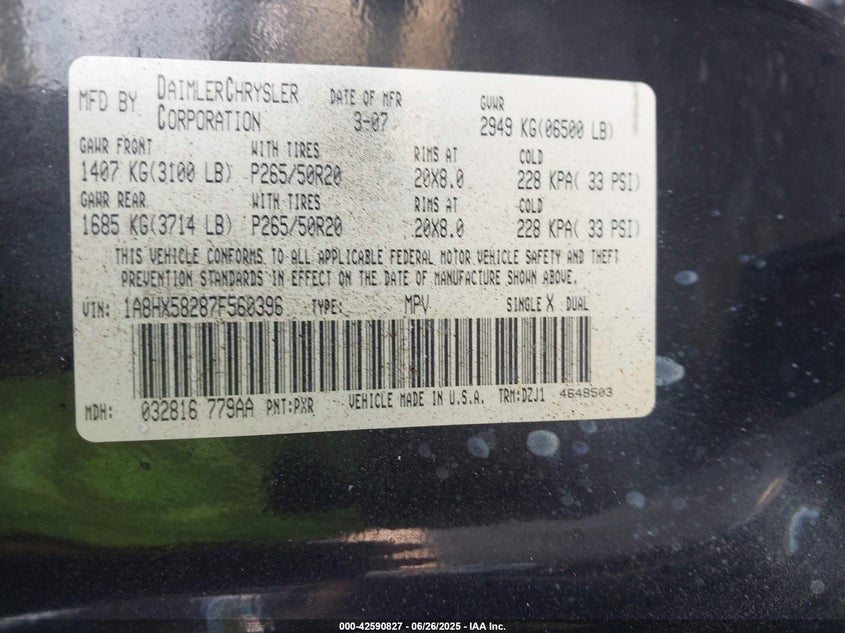 MFD BY DAIMLERCHRYSLER CORPORATION DATE OF MFR 3-07 GVWR 2949 KG(06500 LB)
GAWR FRONT WITH TIRES RIMS AT COLD
1407 KG(3100 LB) P265/50R20 20X8.0 228 KPA( 33 PSI)
GAWR REAR WITH TIRES RIMS AT COLD
1685 KG(3714 LB) P265/50R20 20X8.0 228 KPA( 33 PSI)
THIS VEHICLE CONFORMS TO ALL APPLICABLE FEDERAL MOTOR VEHICLE SAFETY AND THEFT
PREVENTION STANDARDS IN EFFECT ON THE DATE OF MANUFACTURE SHOWN ABOVE.
VIN: 1A8HX58287F560396 TYPE: MPV SINGLE X DUAL
MDH: 032816 779AA PNT:PXR VEHICLE MADE IN U.S.A. TRM:DZJ1 4649503
000-42590827 - 06/26/2025 - IAA Inc.